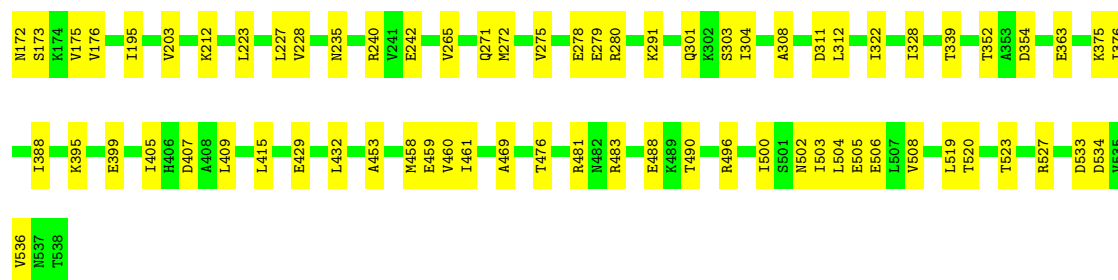 N172 S173 K174 V175 V176 I195 V203 K212 L223 L227 V228 N235 R240 V241 E242 V265 Q271 M272 V275 E278 E279 R280 K291 Q301 K302 S303 I304 A308 D311 L312 I322 I328 T339 T352 A353 D354 E363 K375
I388 K395 E399 I405 H406 D407 A408 L409 L415 E429 L432 A453 M458 E459 V460 I461 A469 T476 R481 N482 R483 E488 K489 T490 R496 I500 S501 N502 I503 L504 E505 E506 L507 V508 L519 T520 T523 R527 D533 D534 V535
V536 N537 T538